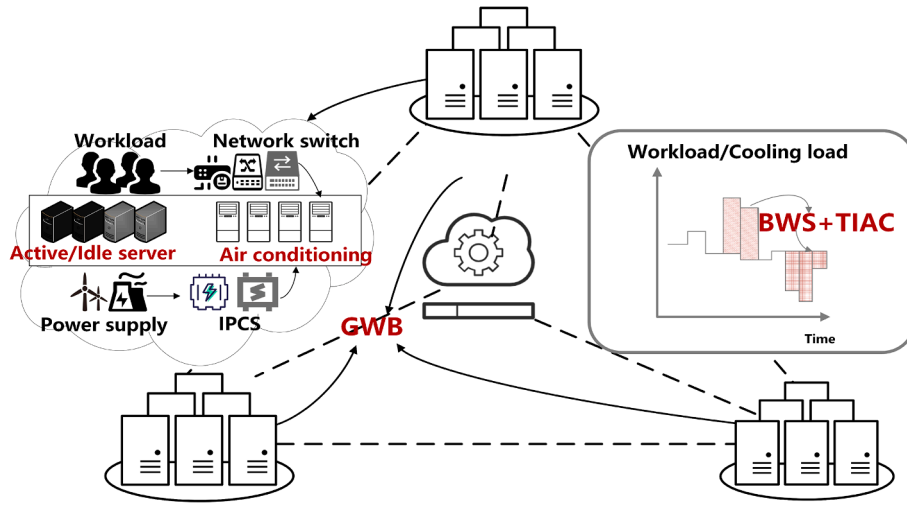 Workload
Network switch
Active/Idle server
Air conditioning
Power supply
IPCS
GWB
Workload/Cooling load
BWS+TIAC
Time